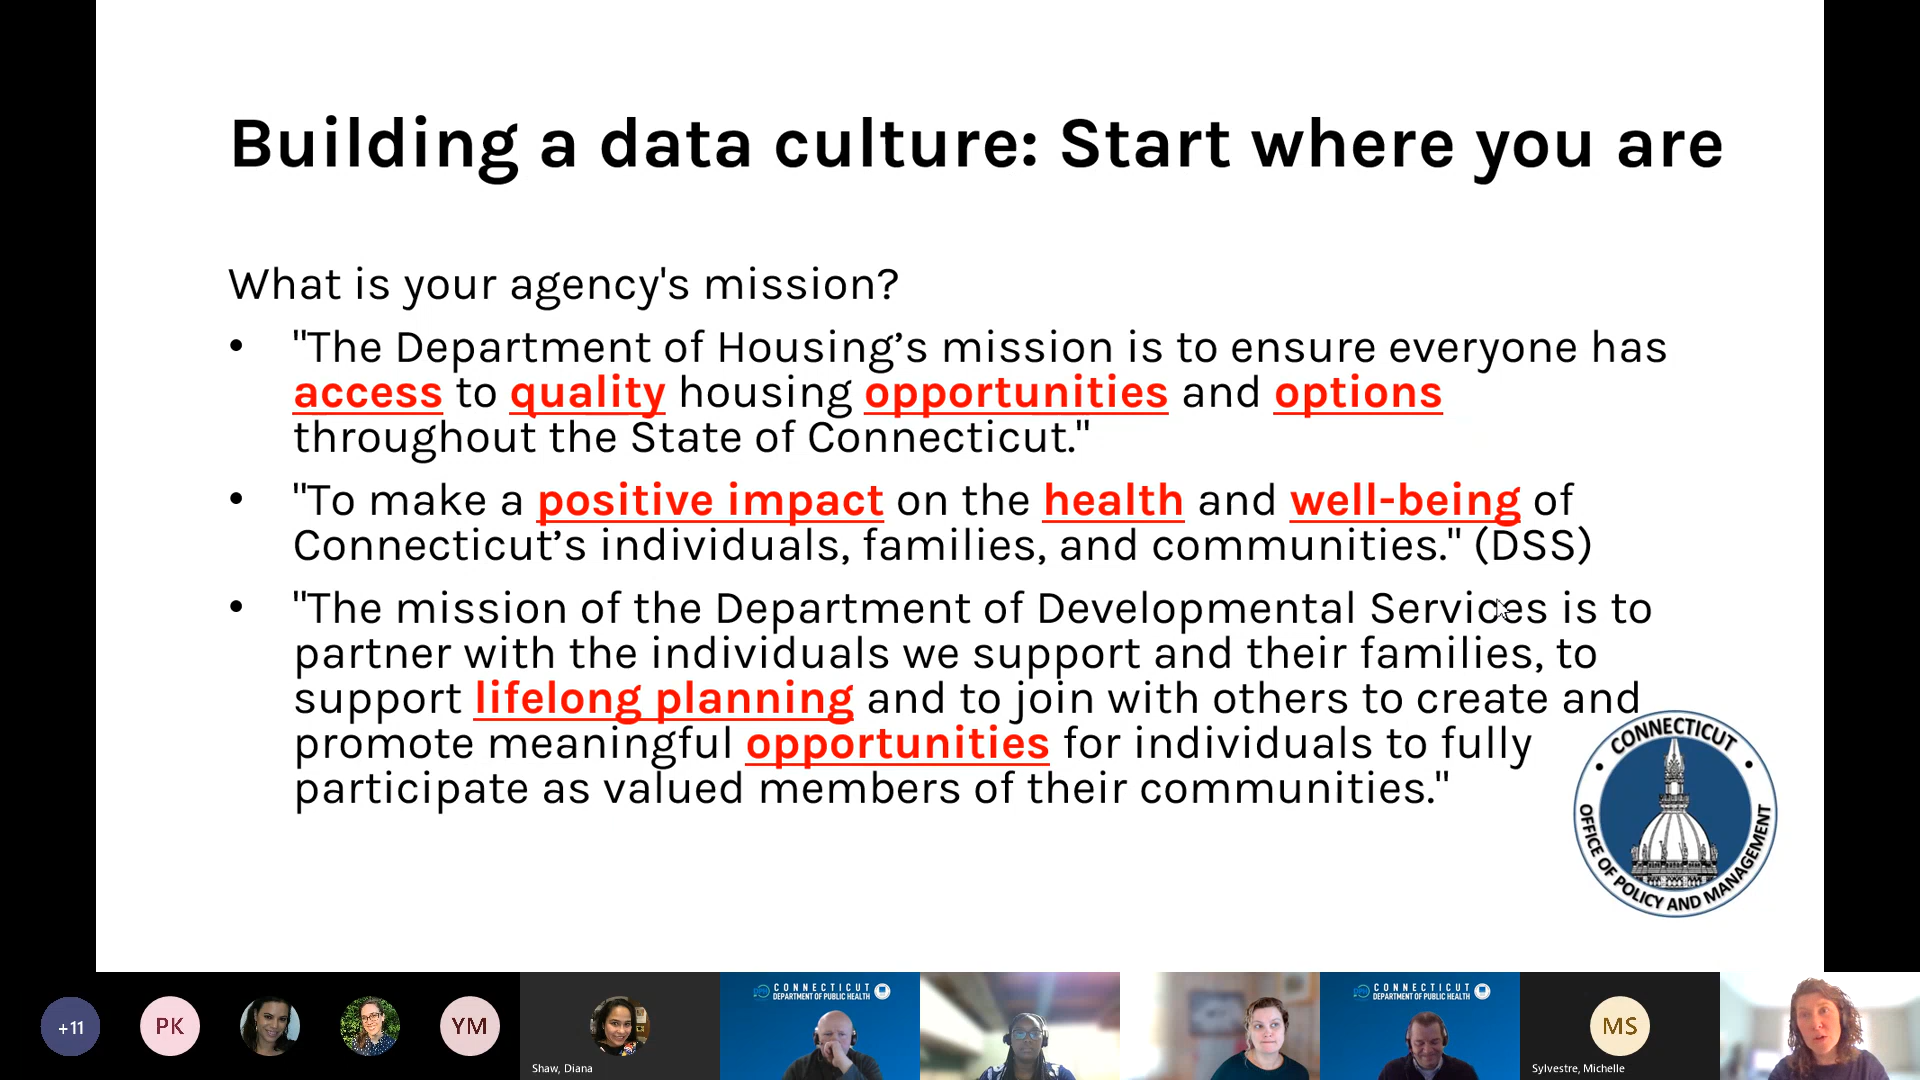 Building a data culture: Start where you are
What is your agency's mission?
• "The Department of Housing’s mission is to ensure everyone has
access to quality housing opportunities and options
throughout the State of Connecticut."
• "To make a positive impact on the health and well-being of
Connecticut’s individuals, families, and communities." (DSS)
• "The mission of the Department of Developmental Services is to
partner with the individuals we support and their families, to
support lifelong planning and to join with others to create and
promote meaningful opportunities for individuals to fully
participate as valued members of their communities."
• CONNECTICUT •
OFFICE OF POLICY AND MANAGEMENT
+11
PK
YM
Shaw, Diana
CONNECTICUT
DEPARTMENT OF PUBLIC HEALTH
CONNECTICUT
DEPARTMENT OF PUBLIC HEALTH
MS
Sylvestre, Michelle